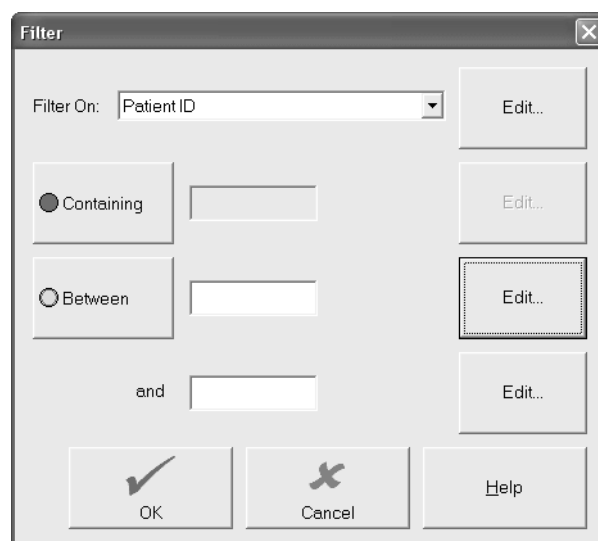 Filter
Filter On: Patient ID Edit...
Containing Edit...
Between Edit...
and Edit...
OK Cancel Help